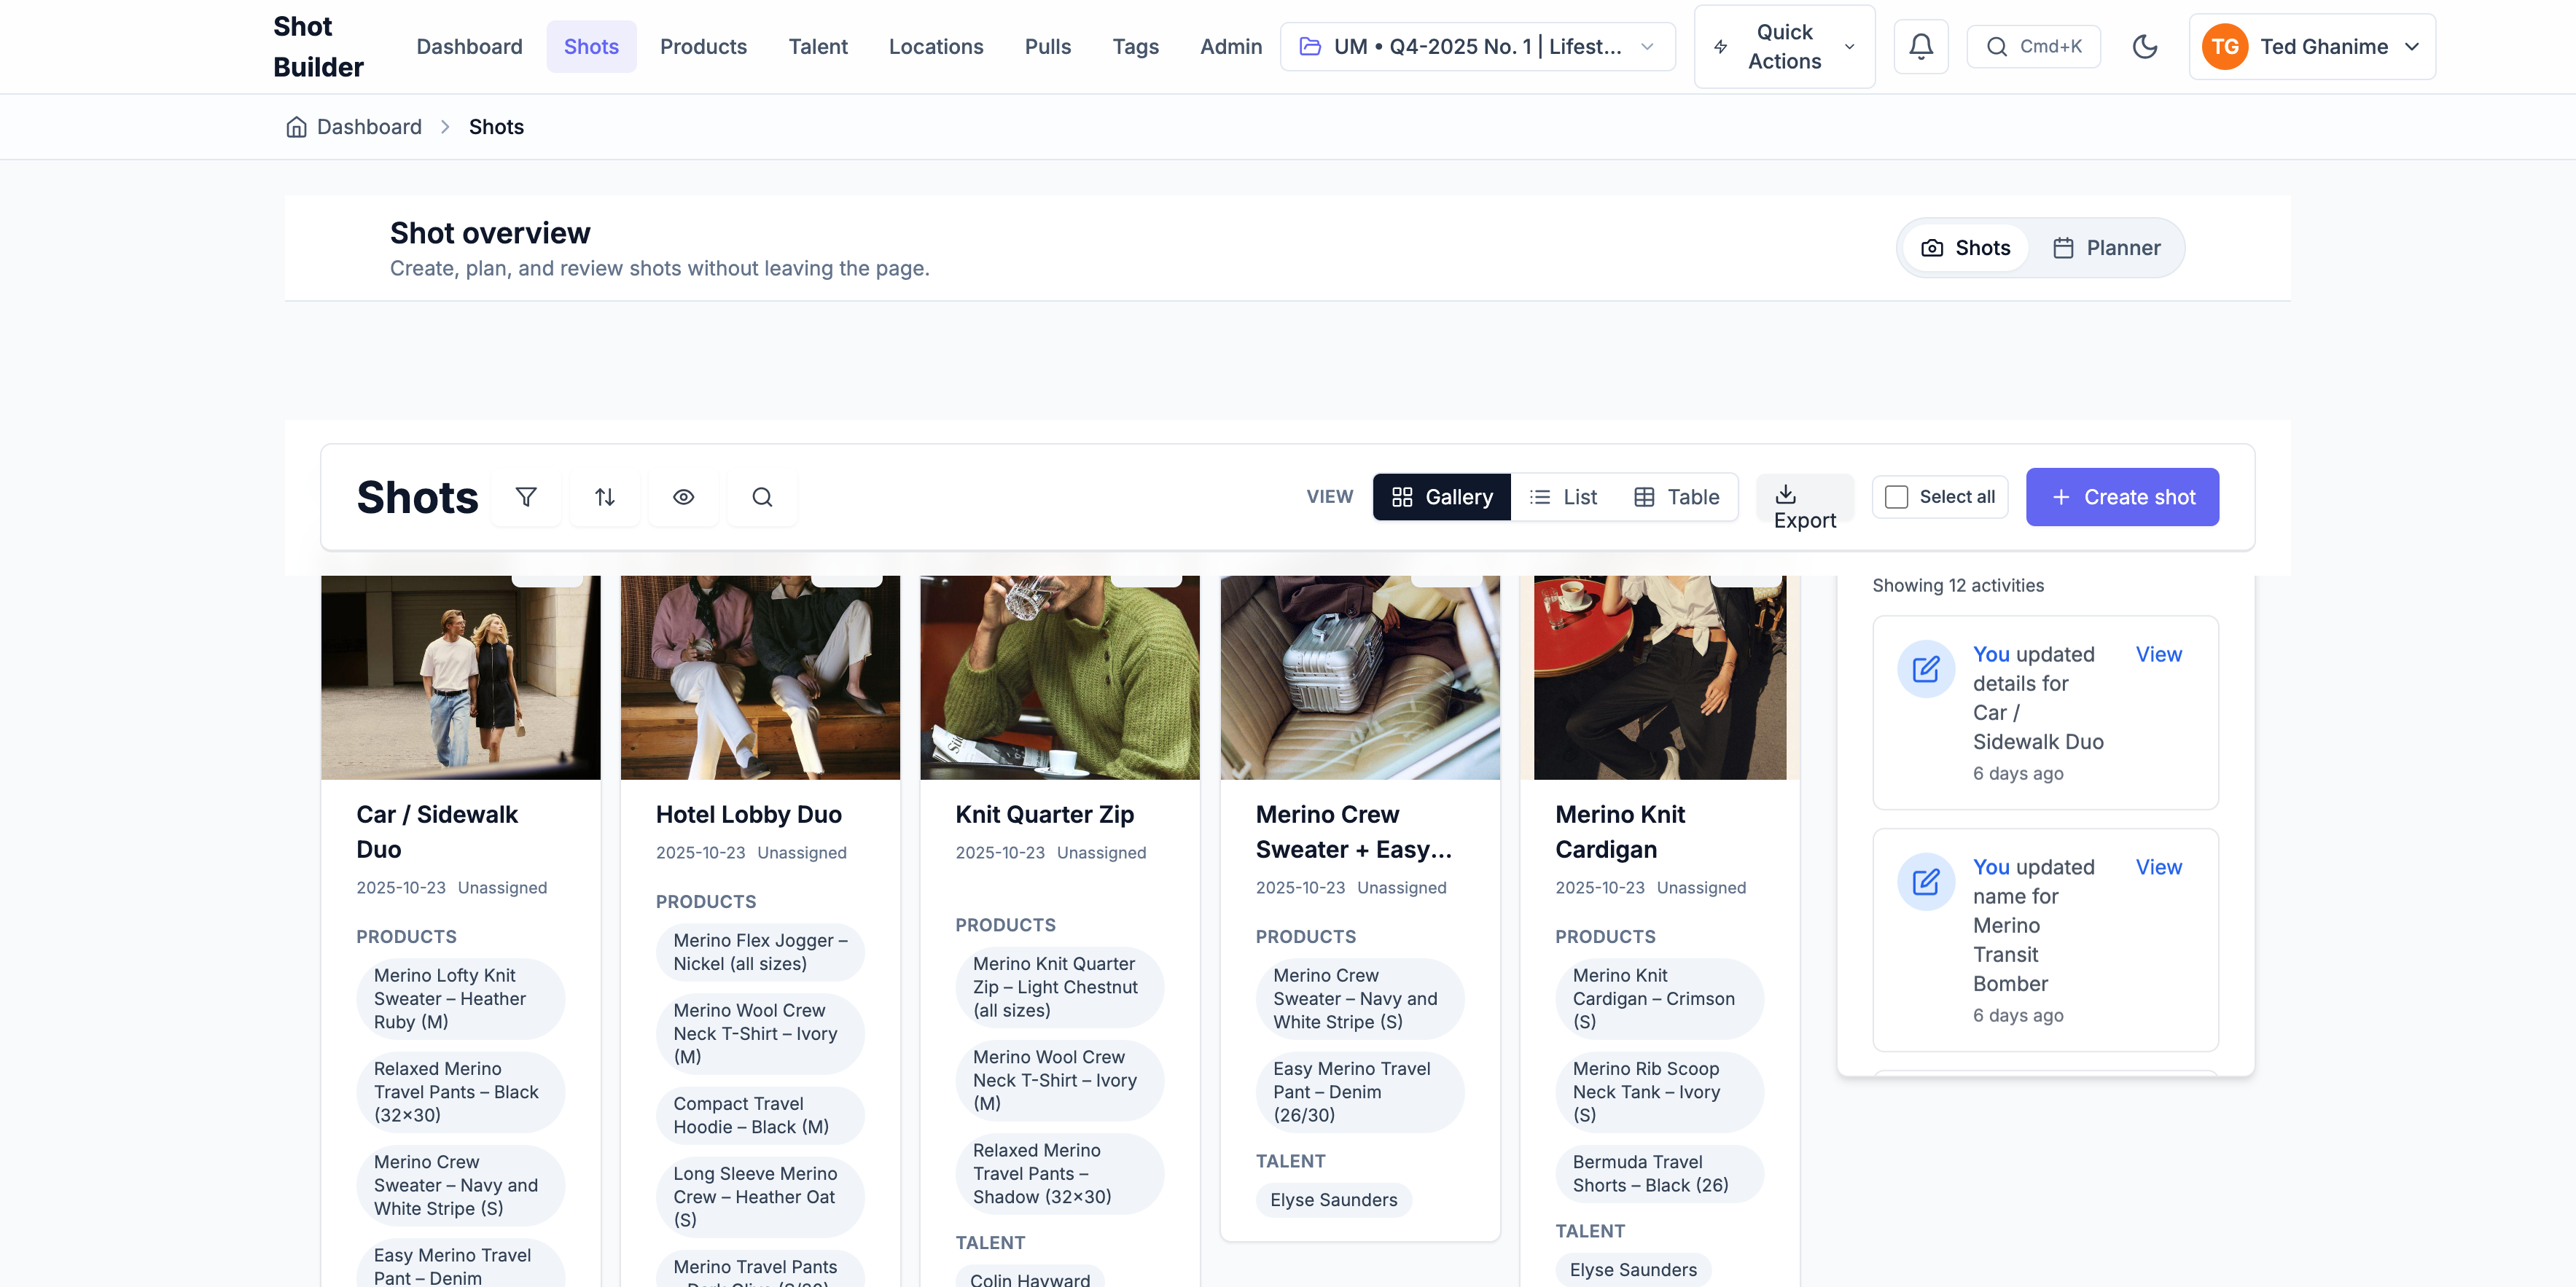 Shot
Builder
Dashboard
Shots
Products
Talent
Locations
Pulls
Tags
Admin
UM • Q4-2025 No. 1 | Lifest...
Quick
Actions
Cmd+K
TG
Ted Ghanime
Dashboard
Shots
Shot overview
Create, plan, and review shots without leaving the page.
Shots
Planner
Shots
VIEW
Gallery
List
Table
Export
Select all
Create shot
Car / Sidewalk
Duo
2025-10-23 Unassigned
PRODUCTS
Merino Lofty Knit
Sweater – Heather
Ruby (M)
Relaxed Merino
Travel Pants – Black
(32×30)
Merino Crew
Sweater – Navy and
White Stripe (S)
Easy Merino Travel
Pant – Denim
Hotel Lobby Duo
2025-10-23 Unassigned
PRODUCTS
Merino Flex Jogger –
Nickel (all sizes)
Merino Wool Crew
Neck T-Shirt – Ivory
(M)
Compact Travel
Hoodie – Black (M)
Long Sleeve Merino
Crew – Heather Oat
(S)
Merino Travel Pants
Knit Quarter Zip
2025-10-23 Unassigned
PRODUCTS
Merino Knit Quarter
Zip – Light Chestnut
(all sizes)
Merino Wool Crew
Neck T-Shirt – Ivory
(M)
Relaxed Merino
Travel Pants –
Shadow (32×30)
TALENT
Colin Hayward
Merino Crew
Sweater + Easy...
2025-10-23 Unassigned
PRODUCTS
Merino Crew
Sweater – Navy and
White Stripe (S)
Easy Merino Travel
Pant – Denim
(26/30)
TALENT
Elyse Saunders
Merino Knit
Cardigan
2025-10-23 Unassigned
PRODUCTS
Merino Knit
Cardigan – Crimson
(S)
Merino Rib Scoop
Neck Tank – Ivory
(S)
Bermuda Travel
Shorts – Black (26)
TALENT
Elyse Saunders
Showing 12 activities
You updated
details for
Car /
Sidewalk Duo
6 days ago
View
You updated
name for
Merino
Transit
Bomber
6 days ago
View